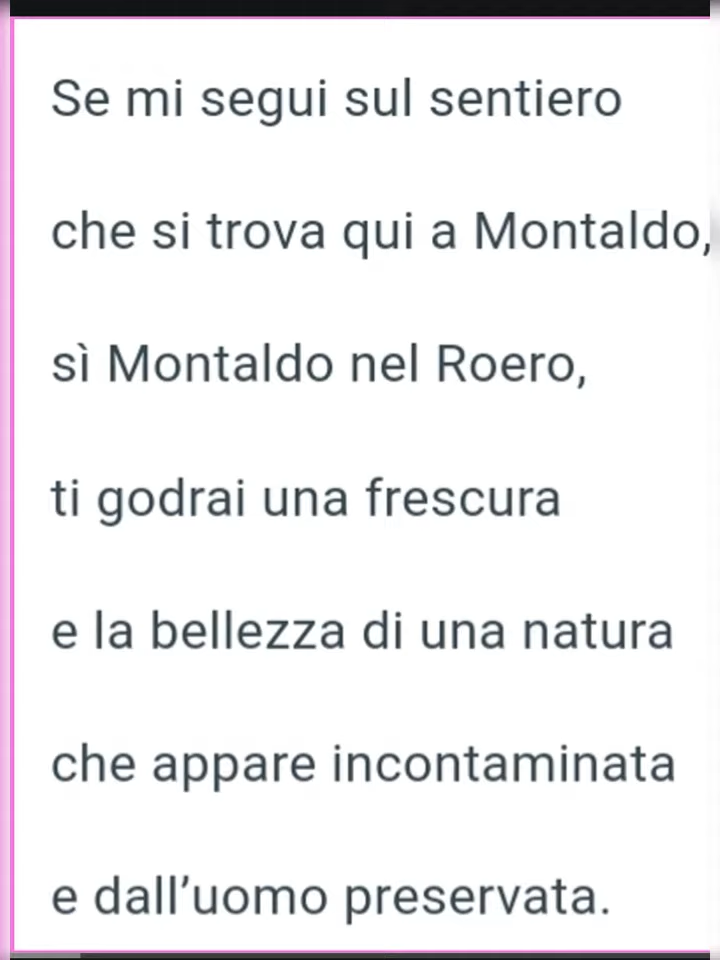 Se mi segui sul sentiero
che si trova qui a Montaldo,
sì Montaldo nel Roero,
ti godrai una frescura
e la bellezza di una natura
che appare incontaminata
e dall’uomo preservata.